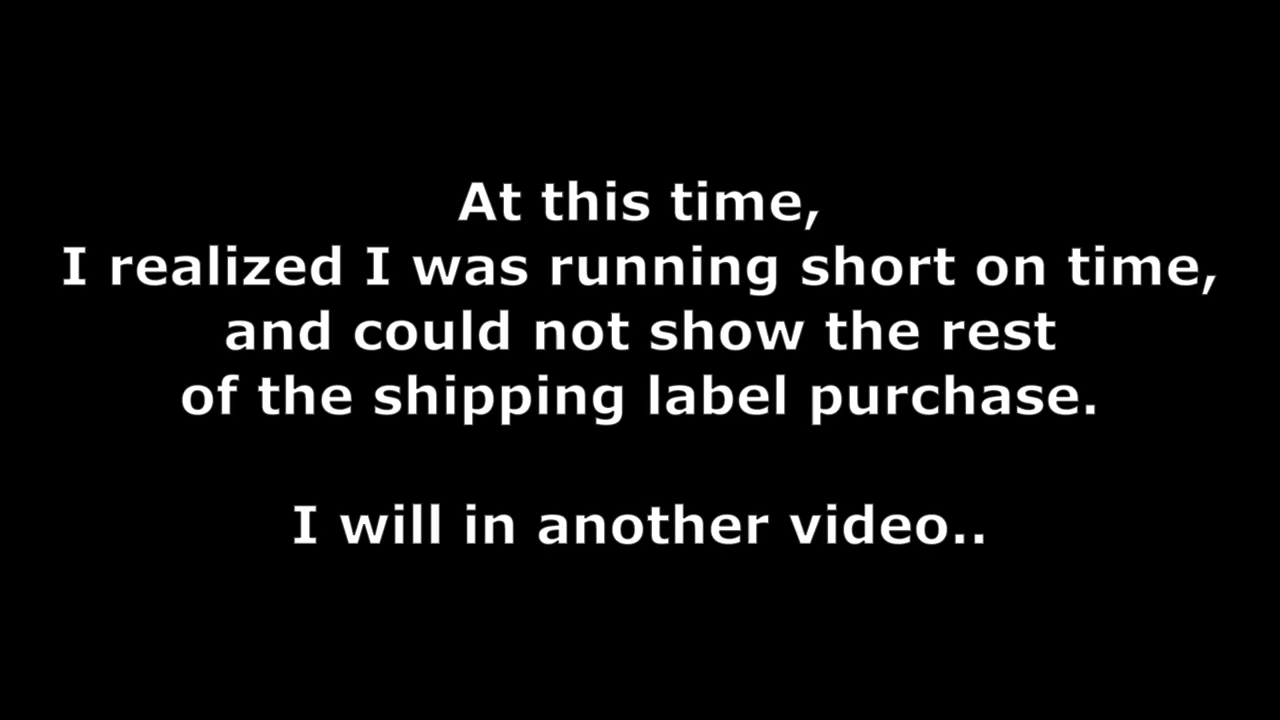 At this time,
I realized I was running short on time,
and could not show the rest
of the shipping label purchase.
I will in another video..